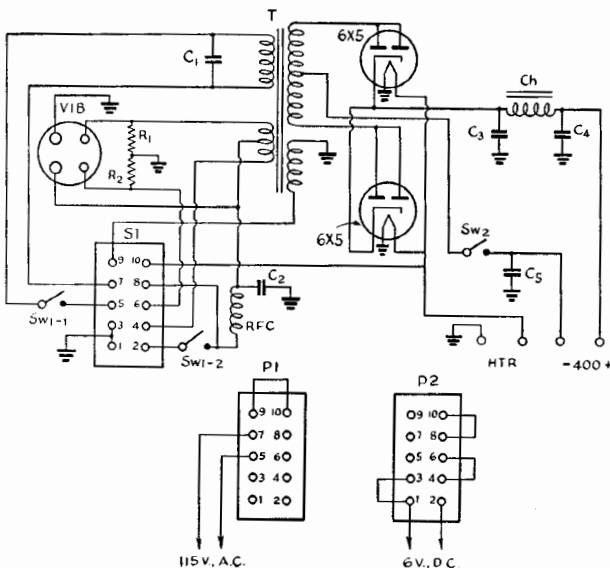 T
6X5
C1
Ch
VIB
R1
C3
C4
R2
S1
6X5
Sw2
9 10
C2
C5
7 8
5 6
Sw1-1
3 4
RFC
1 2
Sw1-2
HTR
-400+
P1
P2
9 10
7 8
5 6
3 4
1 2
9 10
7 8
5 6
3 4
1 2
115V., A.C.
6V., D.C.